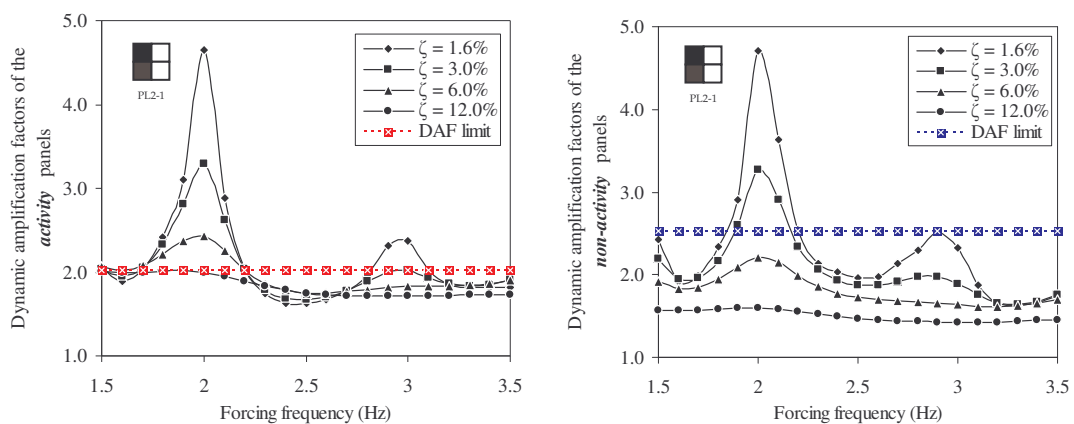 Dynamic amplification factors of the
activity panels
5.0
4.0
3.0
2.0
1.0
PL2-1
ζ = 1.6%
ζ = 3.0%
ζ = 6.0%
ζ = 12.0%
DAF limit
1.5 2 2.5 3 3.5
Forcing frequency (Hz)
Dynamic amplification factors of the
non-activity panels
5.0
4.0
3.0
2.0
1.0
PL2-1
ζ = 1.6%
ζ = 3.0%
ζ = 6.0%
ζ = 12.0%
DAF limit
1.5 2 2.5 3 3.5
Forcing frequency (Hz)